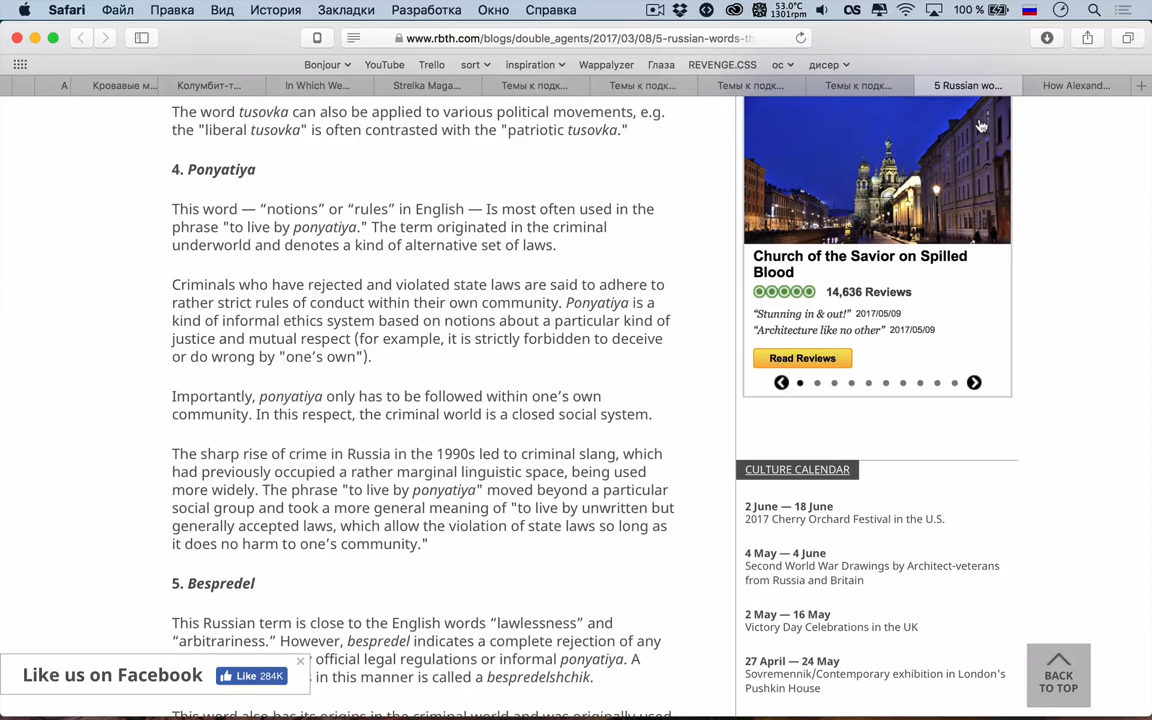 Safari Файл Правка Вид История Закладки Разработка Окно Справка 53.0°C 1301rpm 100 %
www.rbth.com/blogs/double_agents/2017/03/08/5-russian-words-th
Bonjour YouTube Trello sort inspiration Wappalyzer Глаза REVENGE.CSS ос дисер
А Кровавые м... Колумбит-т... In Which We... Strelka Maga... Темы к подк... Темы к подк... Темы к подк... Темы к подк... 5 Russian wo... How Alexand...
The word tusovka can also be applied to various political movements, e.g.
the "liberal tusovka" is often contrasted with the "patriotic tusovka."
4. Ponyatiya
This word — “notions” or “rules” in English — Is most often used in the
phrase "to live by ponyatiya." The term originated in the criminal
underworld and denotes a kind of alternative set of laws.
Criminals who have rejected and violated state laws are said to adhere to
rather strict rules of conduct within their own community. Ponyatiya is a
kind of informal ethics system based on notions about a particular kind of
justice and mutual respect (for example, it is strictly forbidden to deceive
or do wrong by "one’s own").
Importantly, ponyatiya only has to be followed within one’s own
community. In this respect, the criminal world is a closed social system.
The sharp rise of crime in Russia in the 1990s led to criminal slang, which
had previously occupied a rather marginal linguistic space, being used
more widely. The phrase "to live by ponyatiya" moved beyond a particular
social group and took a more general meaning of "to live by unwritten but
generally accepted laws, which allow the violation of state laws so long as
it does no harm to one’s community."
5. Bespredel
This Russian term is close to the English words “lawlessness” and
“arbitrariness.” However, bespredel indicates a complete rejection of any
official legal regulations or informal ponyatiya. A
in this manner is called a bespredelshchik.
This word also has its origins in the criminal world and was originally used
Like us on Facebook
Like 284K
Church of the Savior on Spilled
Blood
14,636 Reviews
“Stunning in & out!” 2017/05/09
“Architecture like no other” 2017/05/09
Read Reviews
CULTURE CALENDAR
2 June — 18 June
2017 Cherry Orchard Festival in the U.S.
4 May — 4 June
Second World War Drawings by Architect-veterans
from Russia and Britain
2 May — 16 May
Victory Day Celebrations in the UK
27 April — 24 May
Sovremennik/Contemporary exhibition in London's
Pushkin House
BACK
TO TOP